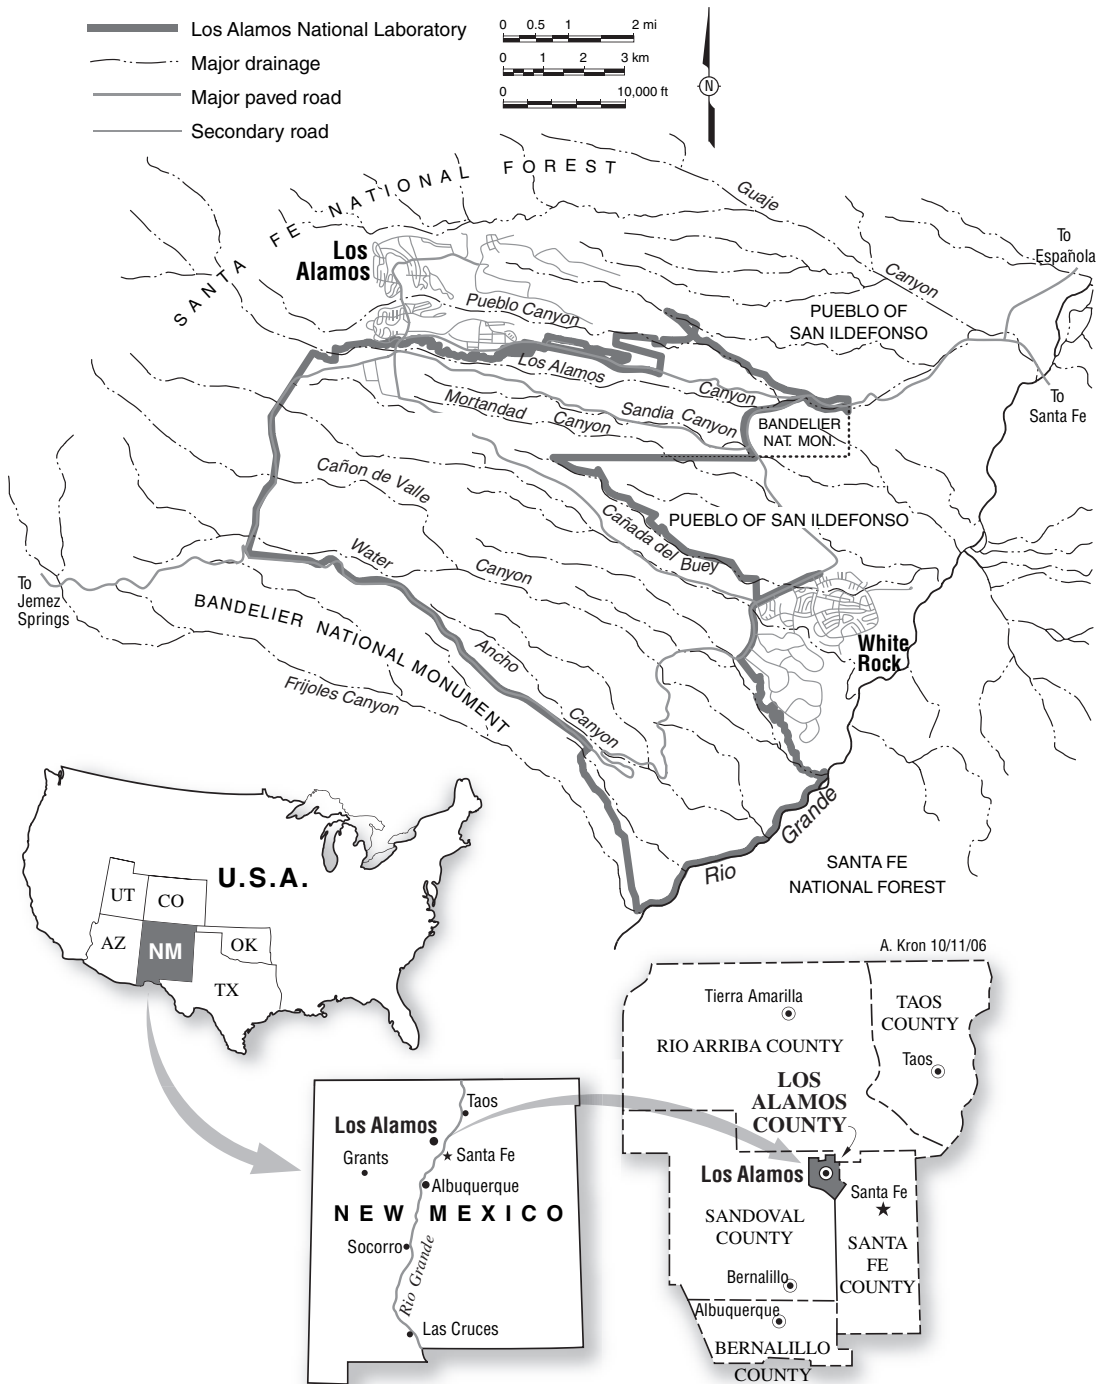 Los Alamos National Laboratory
Major drainage
Major paved road
Secondary road
0 0.5 1 2 mi
0 1 2 3 km
0 10,000 ft
N
SANTA FE NATIONAL FOREST
Guaje
Canyon
To
Española
Los
Alamos
Pueblo Canyon
PUEBLO OF
SAN ILDEFONSO
Los Alamos
Canyon
To
Santa Fe
Mortandad
Canyon
Sandia Canyon
BANDELIER
NAT. MON.
Cañon de Valle
Cañada del Buey
PUEBLO OF SAN ILDEFONSO
Water
Canyon
To
Jemez
Springs
BANDELIER NATIONAL MONUMENT
Ancho
Canyon
White
Rock
Frijoles Canyon
Rio
Grande
SANTA FE
NATIONAL FOREST
U.S.A.
UT
CO
AZ
NM
OK
TX
A. Kron 10/11/06
Tierra Amarilla
TAOS
COUNTY
RIO ARRIBA COUNTY
Taos
LOS
ALAMOS
COUNTY
Los Alamos
Santa Fe
SANDOVAL
COUNTY
SANTA
FE
COUNTY
Bernalillo
Albuquerque
BERNALILLO
COUNTY
Taos
Los Alamos
Grants
Santa Fe
Albuquerque
NEW MEXICO
Socorro
Rio Grande
Las Cruces